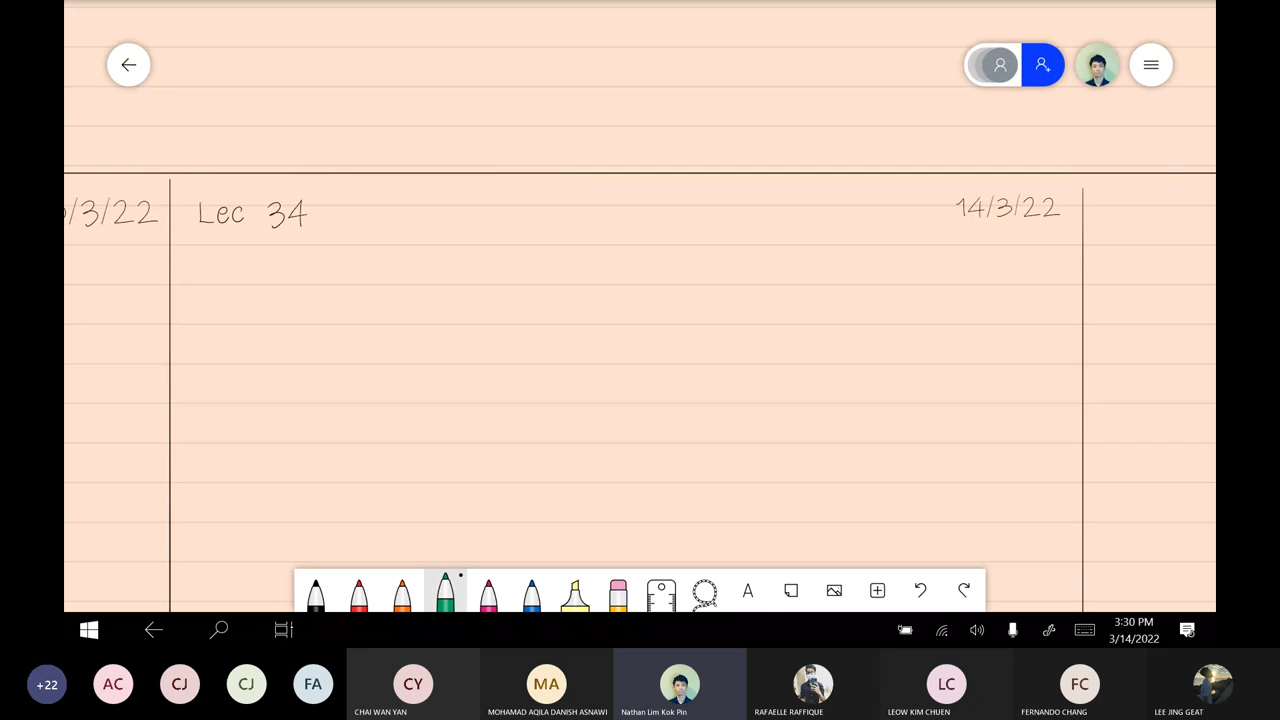 /3/22 Lec 34 14/3/22
A
3:30 PM
3/14/2022
+22 AC CJ CJ FA CY MA LC FC
CHAI WAN YAN MOHAMAD AQILA DANISH ASNAWI Nathan Lim Kok Pin RAFAELLE RAFFIQUE LEOW KIM CHUEN FERNANDO CHANG LEE JING GEAT